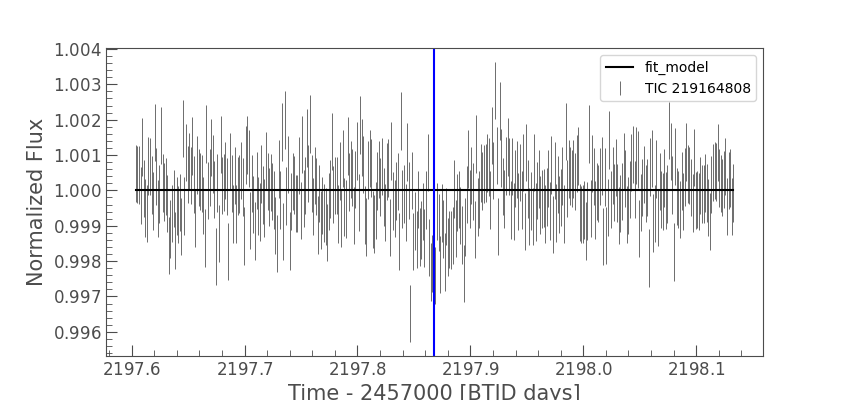 1.004
1.003
1.002
1.001
1.000
0.999
0.998
0.997
0.996
Normalized Flux
fit_model
TIC 219164808
2197.6 2197.7 2197.8 2197.9 2198.0 2198.1
Time - 2457000 [BTJD days]